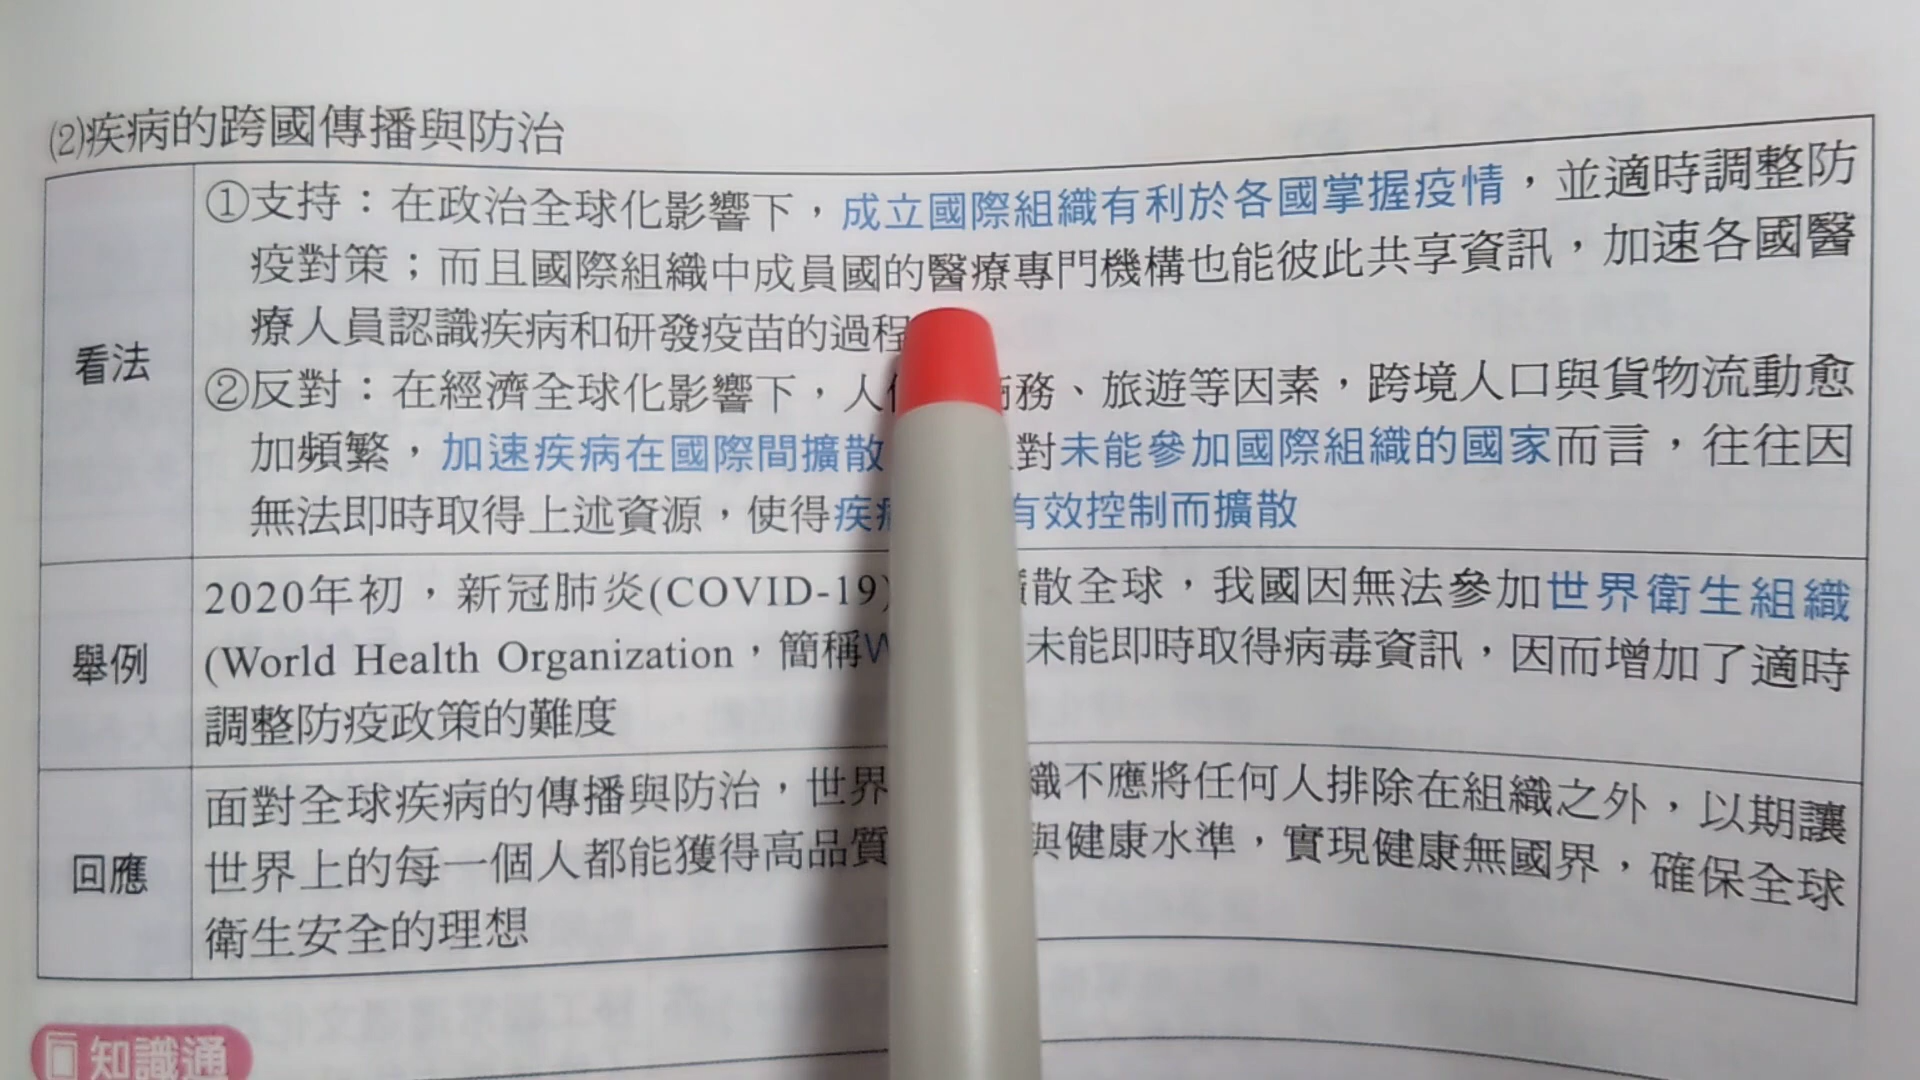 (2)疾病的跨國傳播與防治
看法
①支持：在政治全球化影響下，成立國際組織有利於各國掌握疫情，並適時調整防
疫對策；而且國際組織中成員國的醫療專門機構也能彼此共享資訊，加速各國醫
療人員認識疾病和研發疫苗的過程
②反對：在經濟全球化影響下，人 務、旅遊等因素，跨境人口與貨物流動愈
加頻繁，加速疾病在國際間擴散 對未能參加國際組織的國家而言，往往因
無法即時取得上述資源，使得疾 有效控制而擴散
舉例
2020年初，新冠肺炎(COVID-19) 散全球，我國因無法參加世界衛生組織
(World Health Organization，簡稱W 未能即時取得病毒資訊，因而增加了適時
調整防疫政策的難度
回應
面對全球疾病的傳播與防治，世界 織不應將任何人排除在組織之外，以期讓
世界上的每一個人都能獲得高品質 與健康水準，實現健康無國界，確保全球
衛生安全的理想
知識通